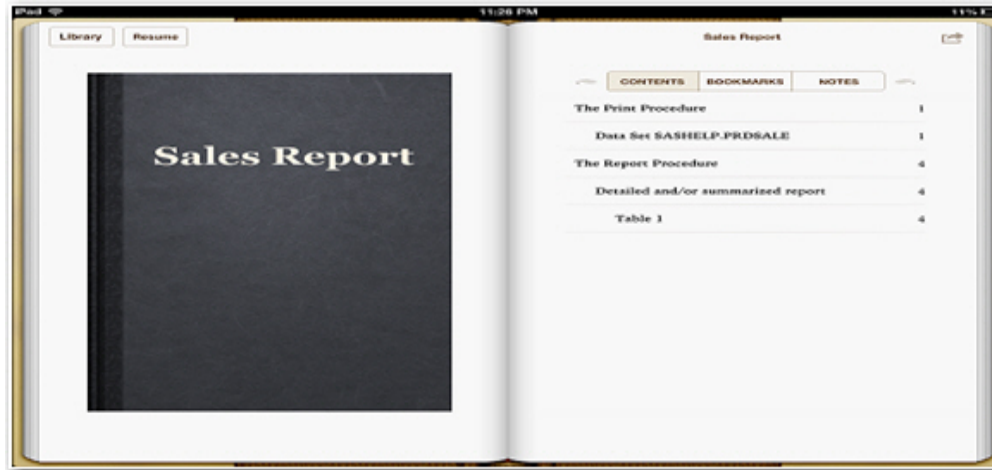 iPad 11:26 PM 11%
Library Resume
Sales Report
Sales Report
CONTENTS BOOKMARKS NOTES
The Print Procedure 1
Data Set SASHELP.PRDSALE 1
The Report Procedure 4
Detailed and/or summarized report 4
Table 1 4